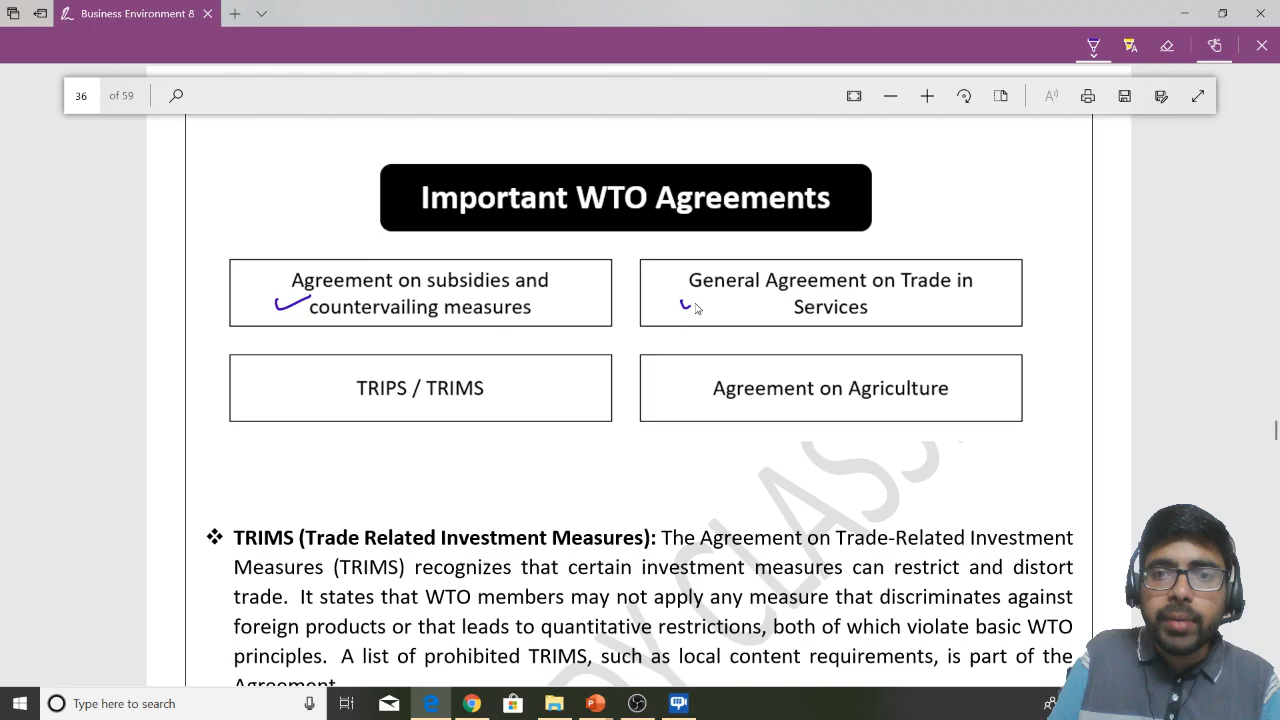 Business Environment 8
36 of 59
Important WTO Agreements
Agreement on subsidies and
countervailing measures
General Agreement on Trade in
Services
TRIPS / TRIMS
Agreement on Agriculture
❖ TRIMS (Trade Related Investment Measures): The Agreement on Trade-Related Investment
Measures (TRIMS) recognizes that certain investment measures can restrict and distort
trade. It states that WTO members may not apply any measure that discriminates against
foreign products or that leads to quantitative restrictions, both of which violate basic WTO
principles. A list of prohibited TRIMS, such as local content requirements, is part of the
Agreement.
Type here to search